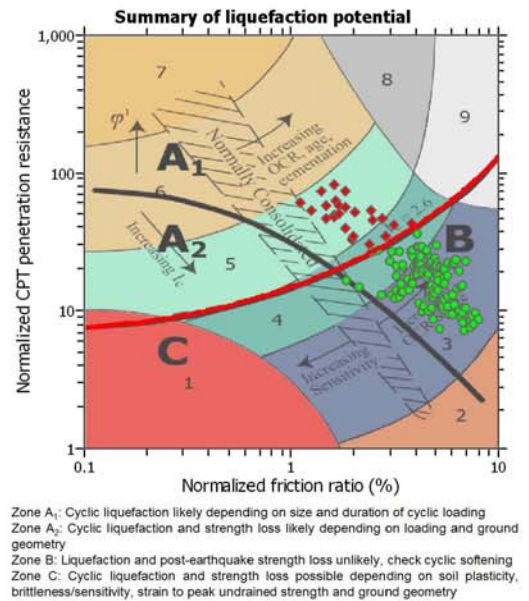 Summary of liquefaction potential
Normalized CPT penetration resistance
1,000
100
10
1
7
8
9
φ'
A1
Increasing OCR, age, cementation
Normally Consolidated
6
A2
Increasing Ic
= 2.6
B
5
4
C
1
Increasing Sensitivity
3
2
0.1
1
10
Normalized friction ratio (%)
Zone A1: Cyclic liquefaction likely depending on size and duration of cyclic loading
Zone A2: Cyclic liquefaction and strength loss likely depending on loading and ground
geometry
Zone B: Liquefaction and post-earthquake strength loss unlikely, check cyclic softening
Zone C: Cyclic liquefaction and strength loss possible depending on soil plasticity,
brittleness/sensitivity, strain to peak undrained strength and ground geometry